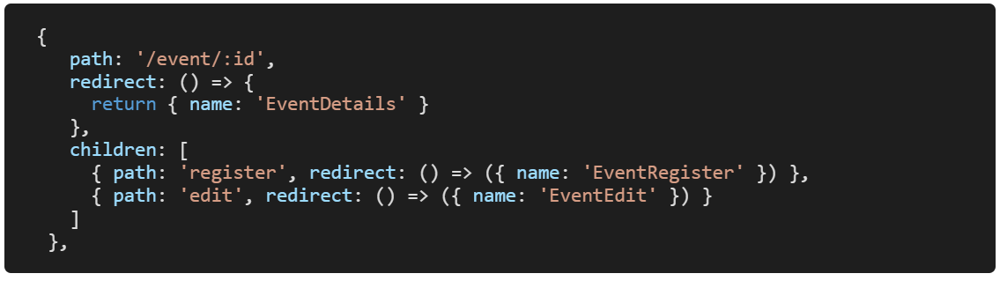 {
   path: '/event/:id',
   redirect: () => {
     return { name: 'EventDetails' }
   },
   children: [
     { path: 'register', redirect: () => ({ name: 'EventRegister' }) },
     { path: 'edit', redirect: () => ({ name: 'EventEdit' }) }
   ]
 },